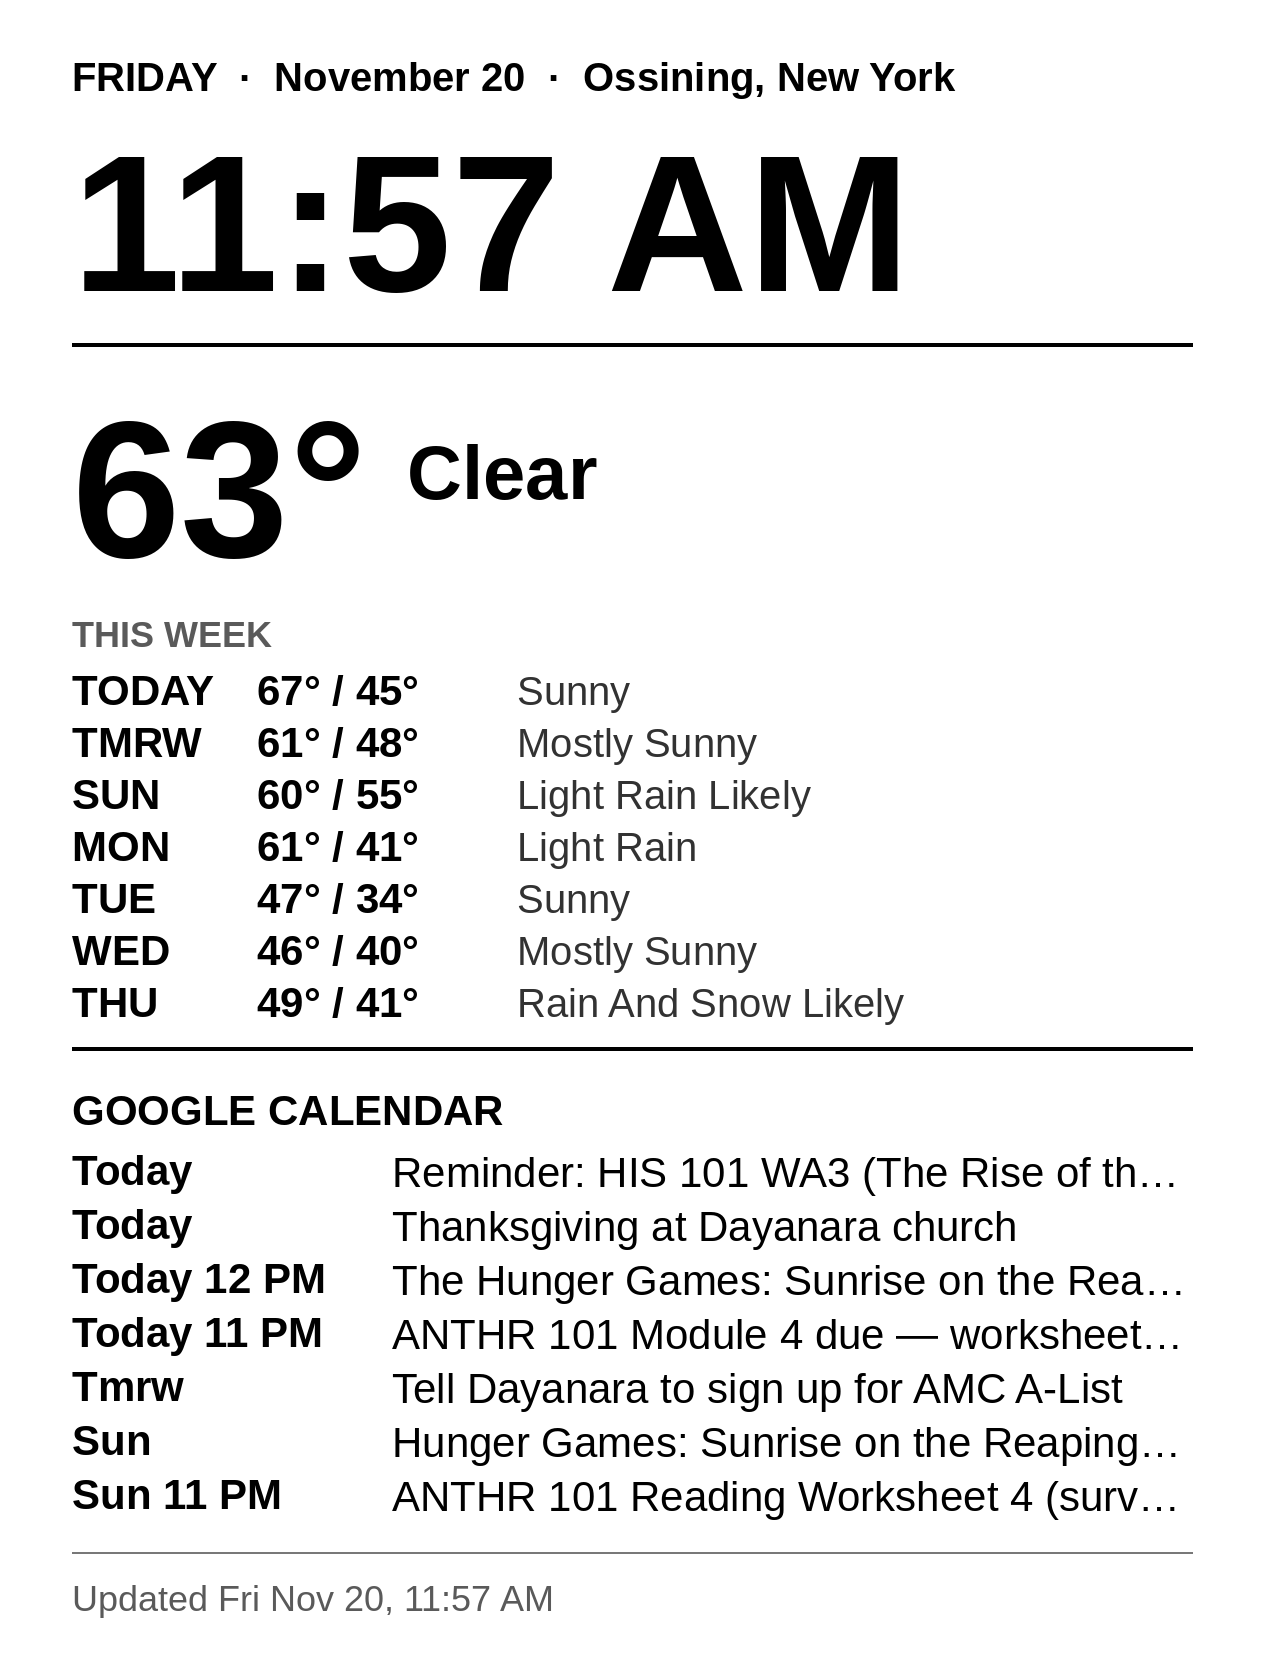 FRIDAY · November 20 · Ossining, New York
11:57 AM
63° Clear
THIS WEEK
TODAY 67° / 45° Sunny
TMRW 61° / 48° Mostly Sunny
SUN 60° / 55° Light Rain Likely
MON 61° / 41° Light Rain
TUE 47° / 34° Sunny
WED 46° / 40° Mostly Sunny
THU 49° / 41° Rain And Snow Likely
GOOGLE CALENDAR
Today Reminder: HIS 101 WA3 (The Rise of th…
Today Thanksgiving at Dayanara church
Today 12 PM The Hunger Games: Sunrise on the Rea…
Today 11 PM ANTHR 101 Module 4 due — worksheet…
Tmrw Tell Dayanara to sign up for AMC A-List
Sun Hunger Games: Sunrise on the Reaping…
Sun 11 PM ANTHR 101 Reading Worksheet 4 (surv…
Updated Fri Nov 20, 11:57 AM